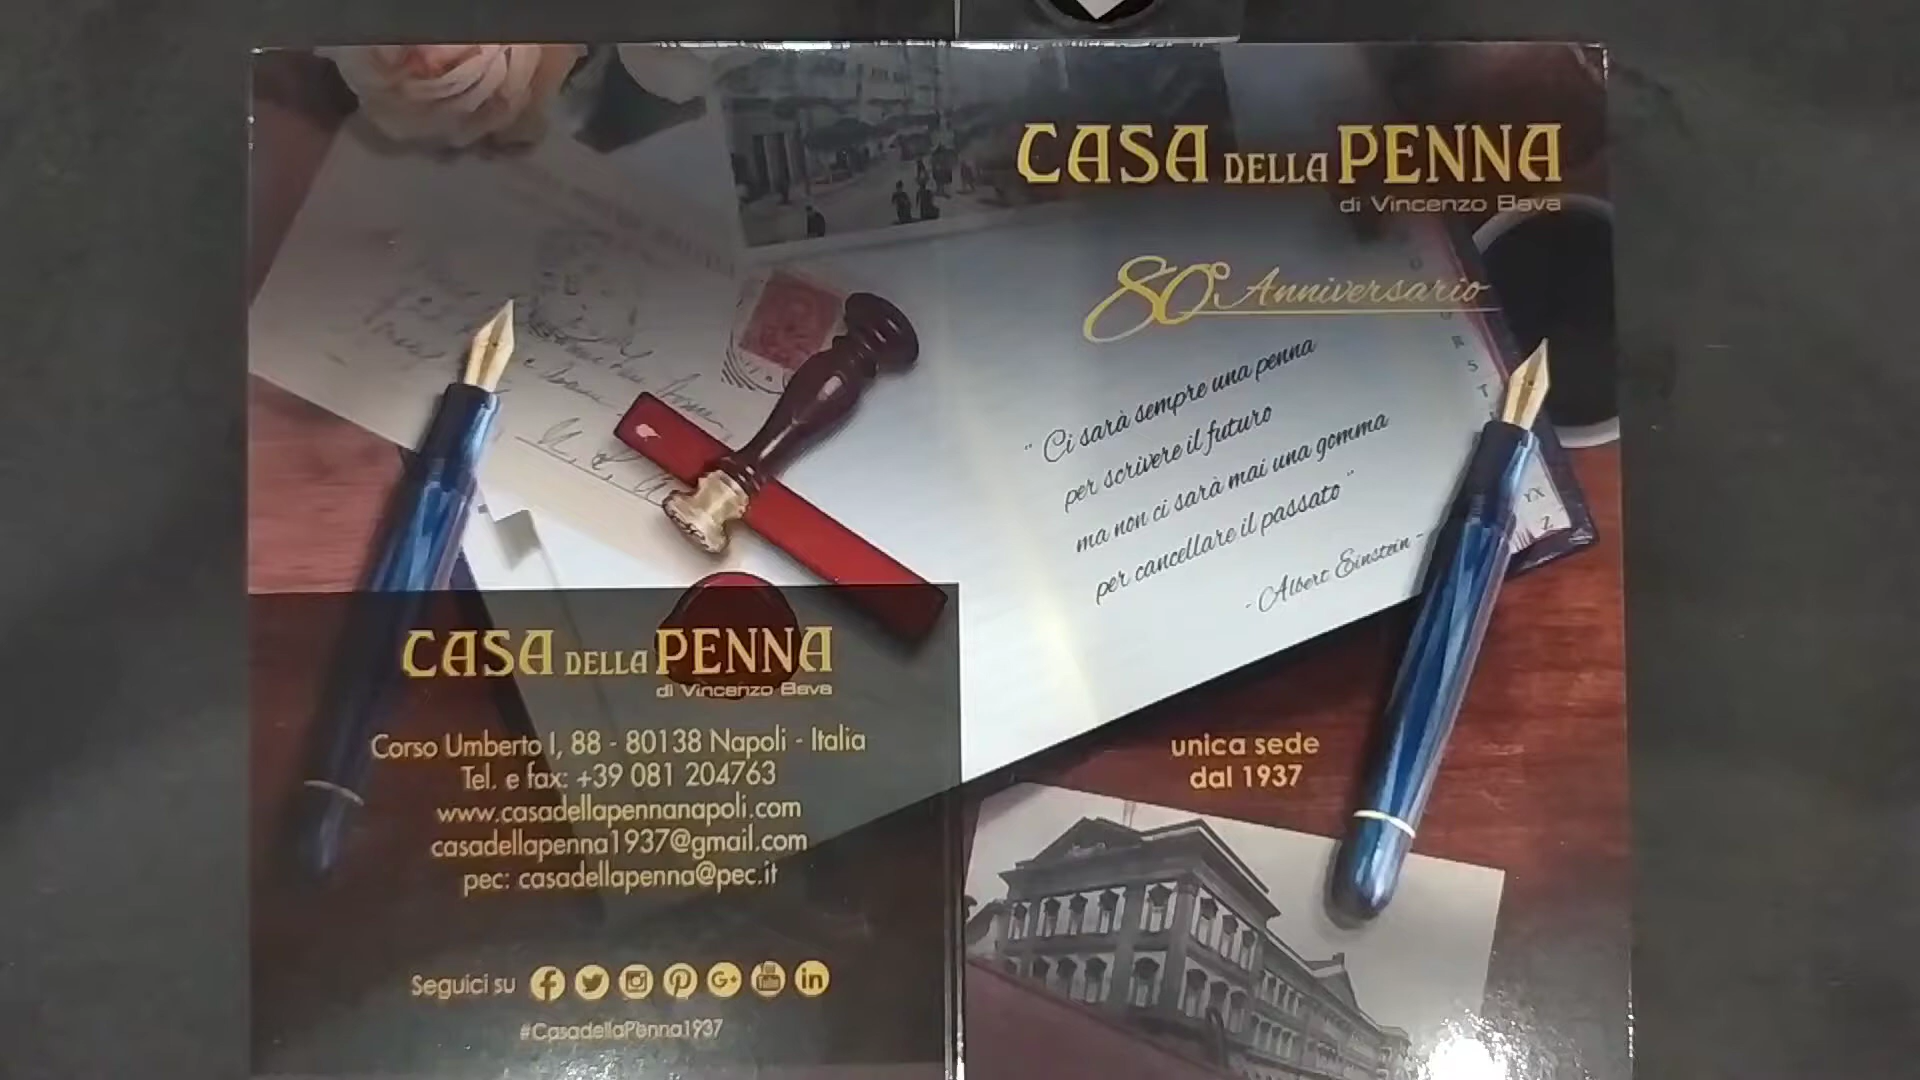 CASA DELLA PENNA
di Vincenzo Bava
80° Anniversario
" Ci sarà sempre una penna
per scrivere il futuro
ma non ci sarà mai una gomma
per cancellare il passato "
- Albert Einstein -
unica sede
dal 1937
CASA DELLA PENNA
di Vincenzo Bava
Corso Umberto I, 88 - 80138 Napoli - Italia
Tel. e fax: +39 081 204763
www.casadellapennanapoli.com
casadellapenna1937@gmail.com
pec: casadellapenna@pec.it
Seguici su
#CasadellaPenna1937